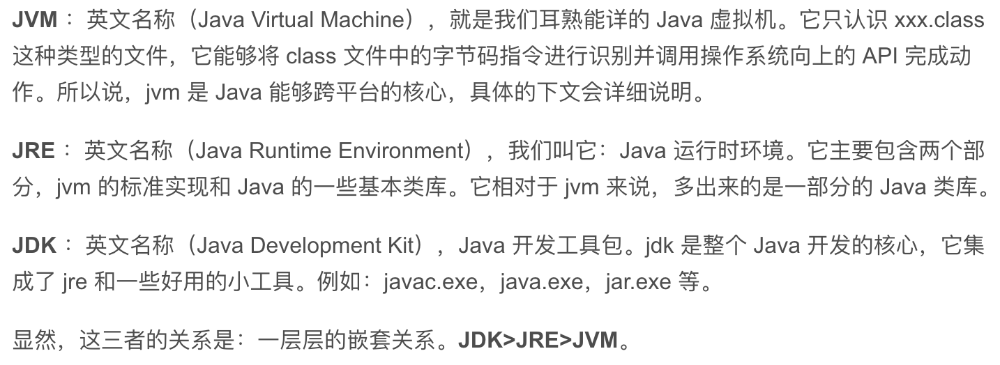 JVM ：英文名称（Java Virtual Machine），就是我们耳熟能详的 Java 虚拟机。它只认识 xxx.class
这种类型的文件，它能够将 class 文件中的字节码指令进行识别并调用操作系统向上的 API 完成动
作。所以说，jvm 是 Java 能够跨平台的核心，具体的下文会详细说明。
JRE ：英文名称（Java Runtime Environment），我们叫它：Java 运行时环境。它主要包含两个部
分，jvm 的标准实现和 Java 的一些基本类库。它相对于 jvm 来说，多出来的是一部分的 Java 类库。
JDK ：英文名称（Java Development Kit），Java 开发工具包。jdk 是整个 Java 开发的核心，它集
成了 jre 和一些好用的小工具。例如：javac.exe，java.exe，jar.exe 等。
显然，这三者的关系是：一层层的嵌套关系。JDK>JRE>JVM。